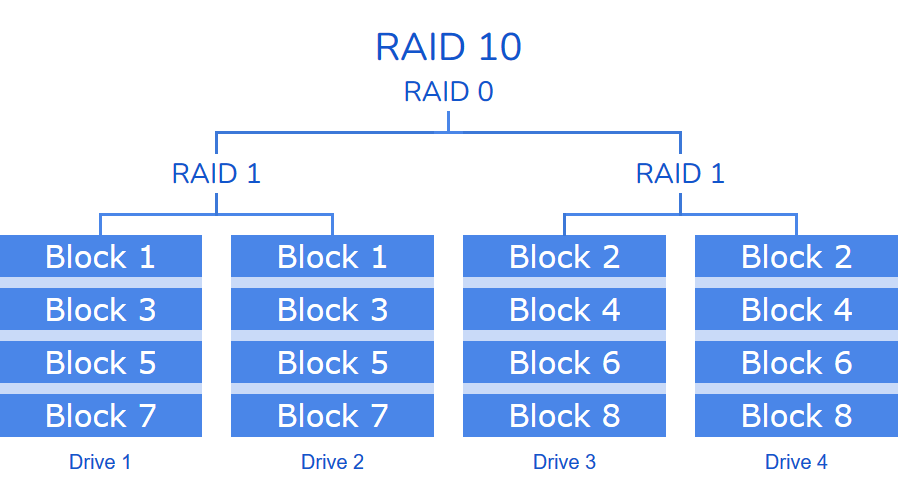 RAID 10
RAID 0
RAID 1 RAID 1
Block 1 Block 1 Block 2 Block 2
Block 3 Block 3 Block 4 Block 4
Block 5 Block 5 Block 6 Block 6
Block 7 Block 7 Block 8 Block 8
Drive 1 Drive 2 Drive 3 Drive 4